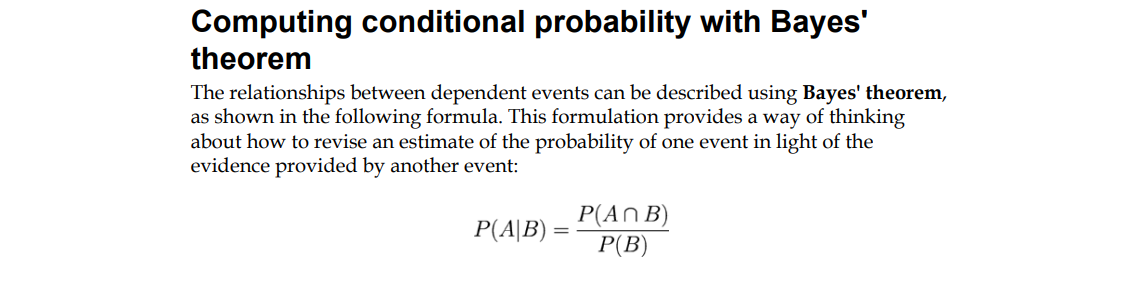 Computing conditional probability with Bayes'
theorem
The relationships between dependent events can be described using Bayes' theorem,
as shown in the following formula. This formulation provides a way of thinking
about how to revise an estimate of the probability of one event in light of the
evidence provided by another event:
P(A|B) = P(A ∩ B) / P(B)